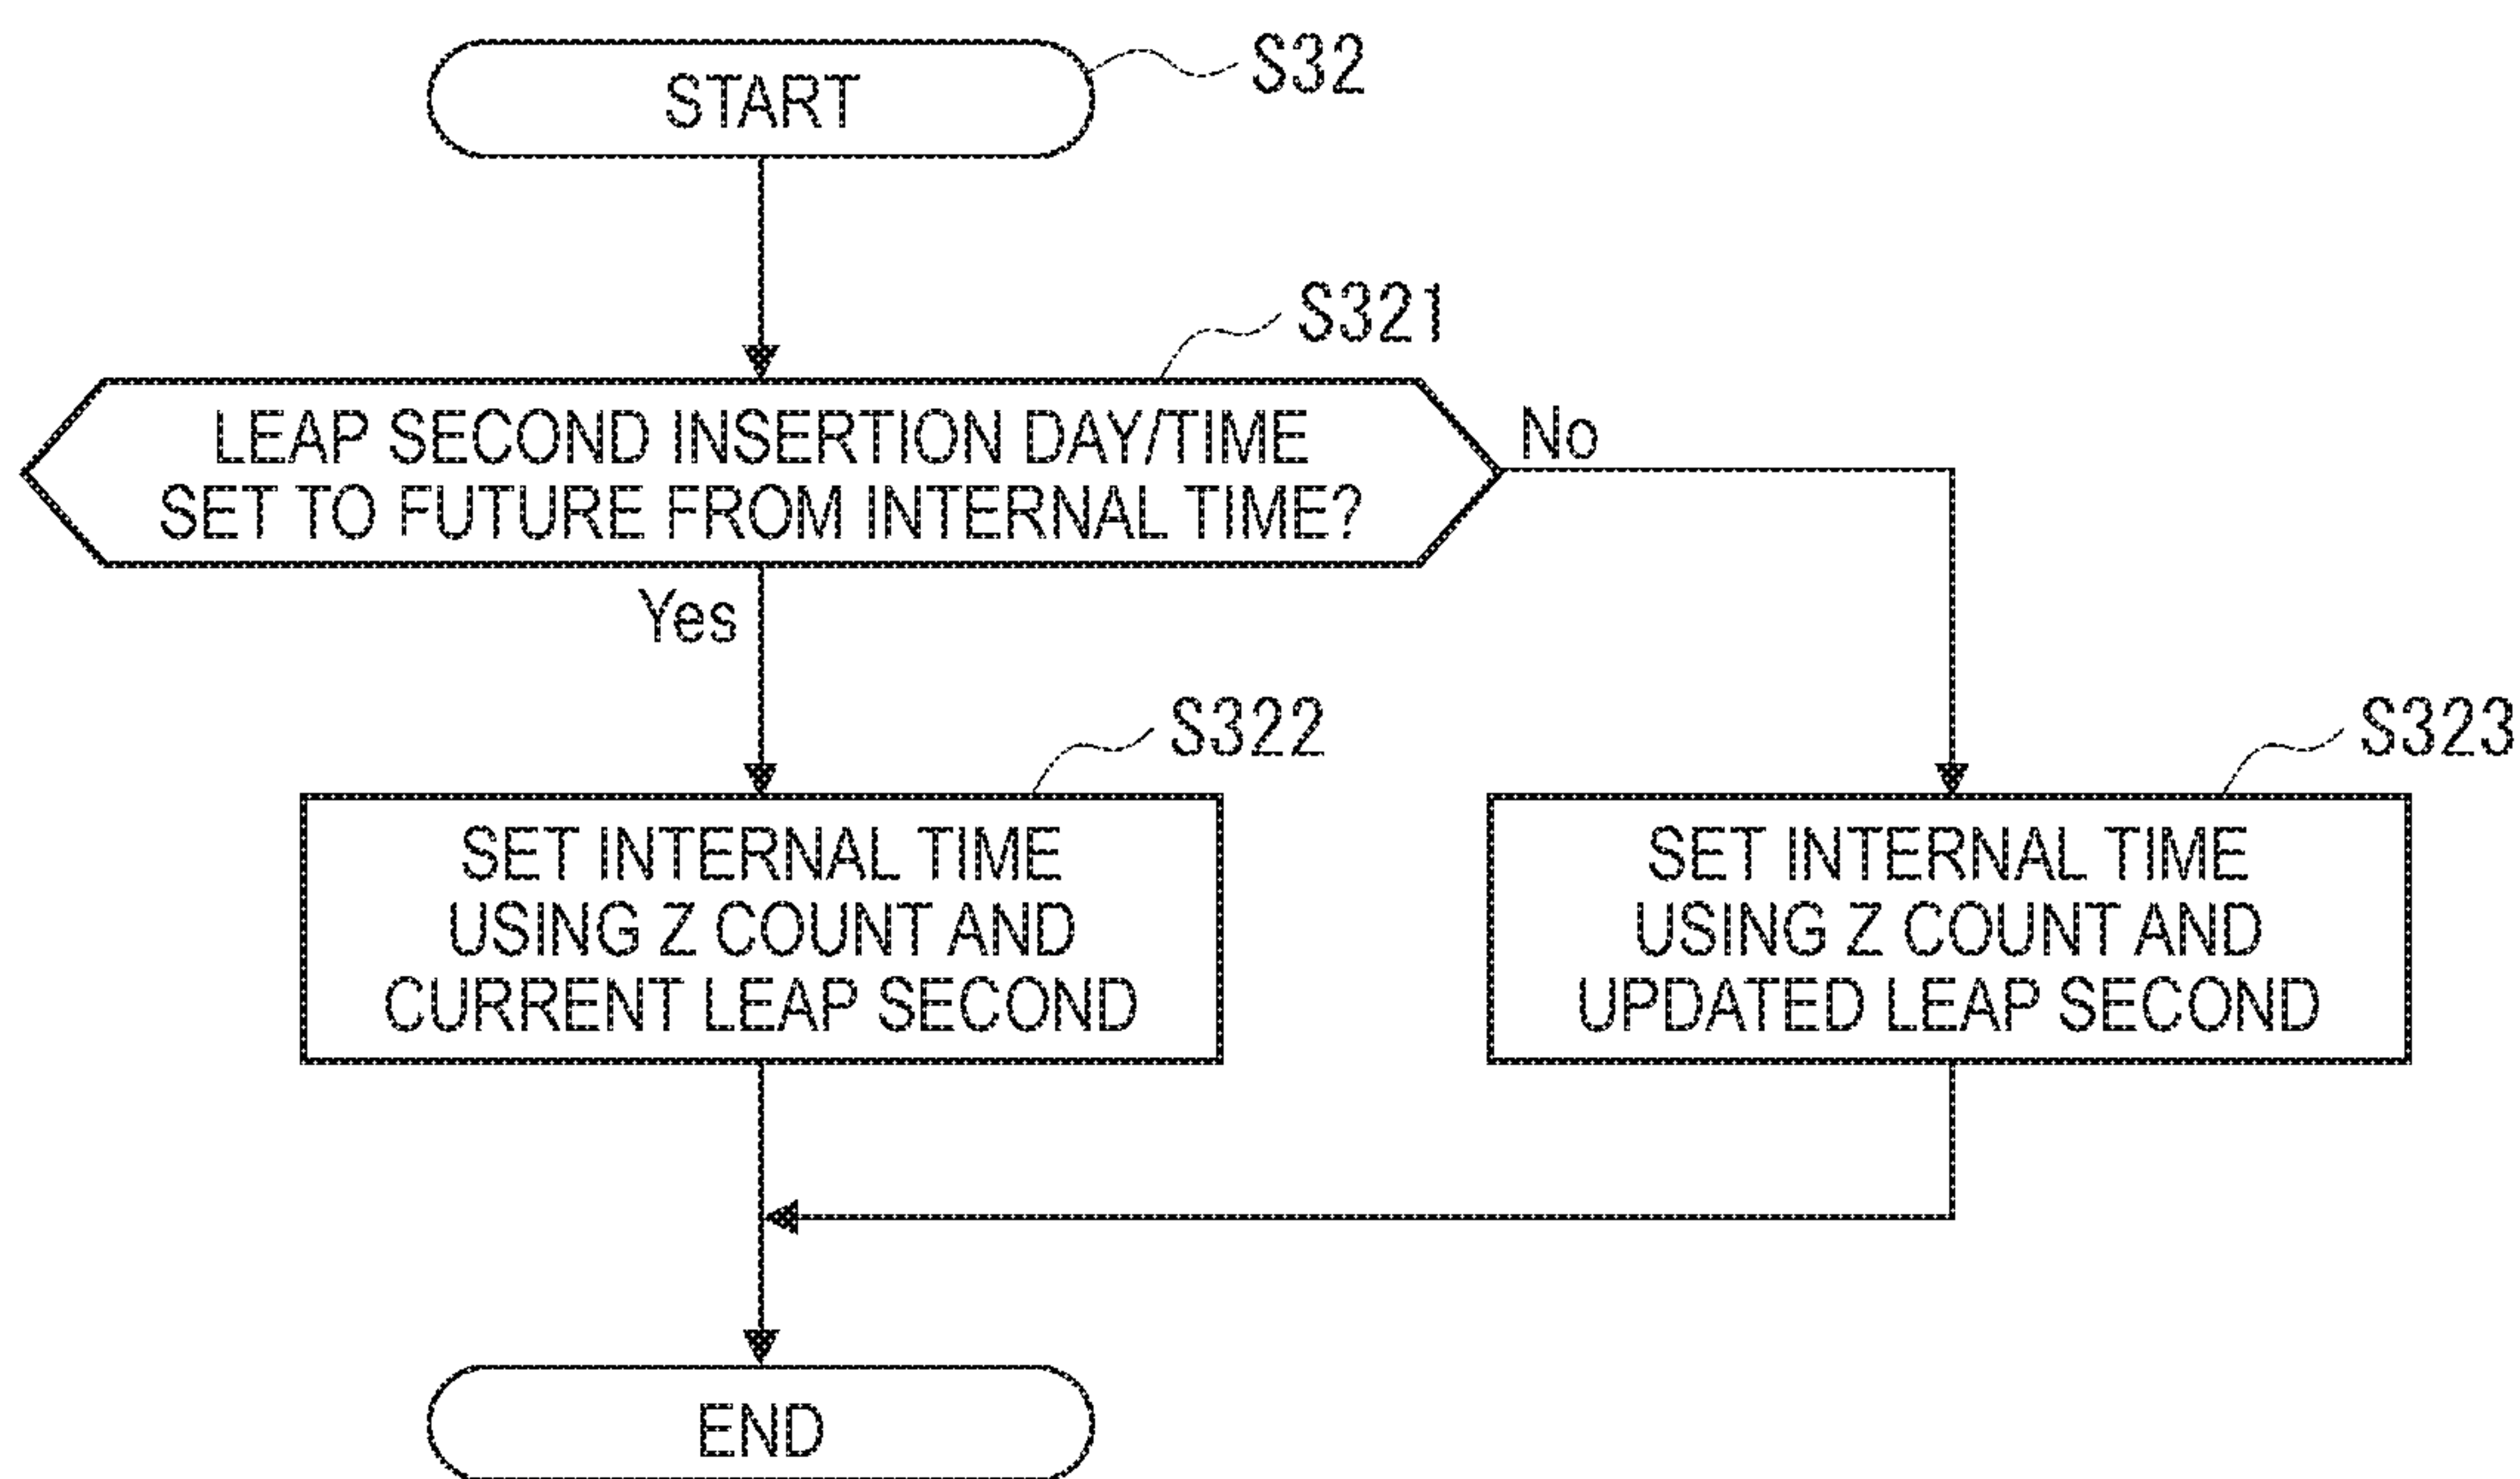 START
S32
S321
LEAP SECOND INSERTION DAY/TIME
SET TO FUTURE FROM INTERNAL TIME?
No
Yes
S322
SET INTERNAL TIME
USING Z COUNT AND
CURRENT LEAP SECOND
S323
SET INTERNAL TIME
USING Z COUNT AND
UPDATED LEAP SECOND
END